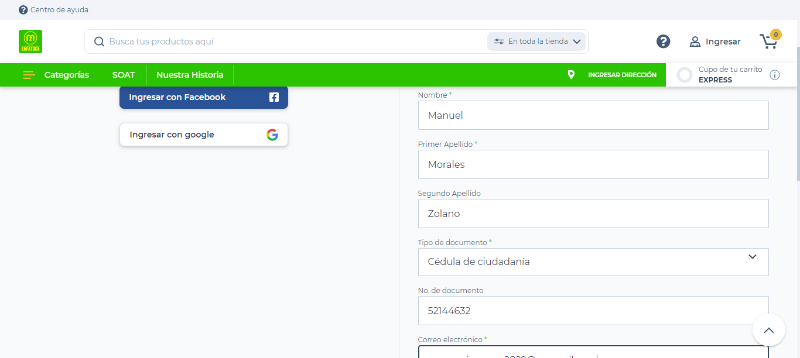 Centro de ayuda
Busca tus productos aquí
En toda la tienda
Ingresar
0
Categorías
SOAT
Nuestra Historia
INGRESAR DIRECCIÓN
Cupo de tu carrito
EXPRESS
Ingresar con Facebook
Ingresar con google
Nombre *
Manuel
Primer Apellido *
Morales
Segundo Apellido
Zolano
Tipo de documento *
Cédula de ciudadanía
No. de documento
52144632
Correo electrónico *